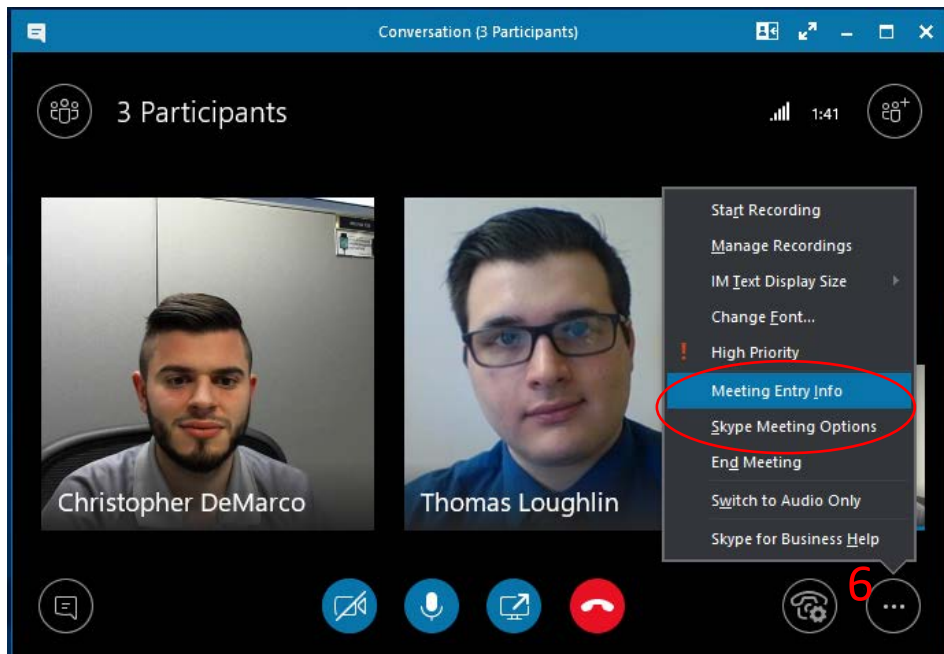 Conversation (3 Participants)
3 Participants
1:41
Start Recording
Manage Recordings
IM Text Display Size
Change Font...
! High Priority
Meeting Entry Info
Skype Meeting Options
End Meeting
Switch to Audio Only
Skype for Business Help
Christopher DeMarco
Thomas Loughlin
6